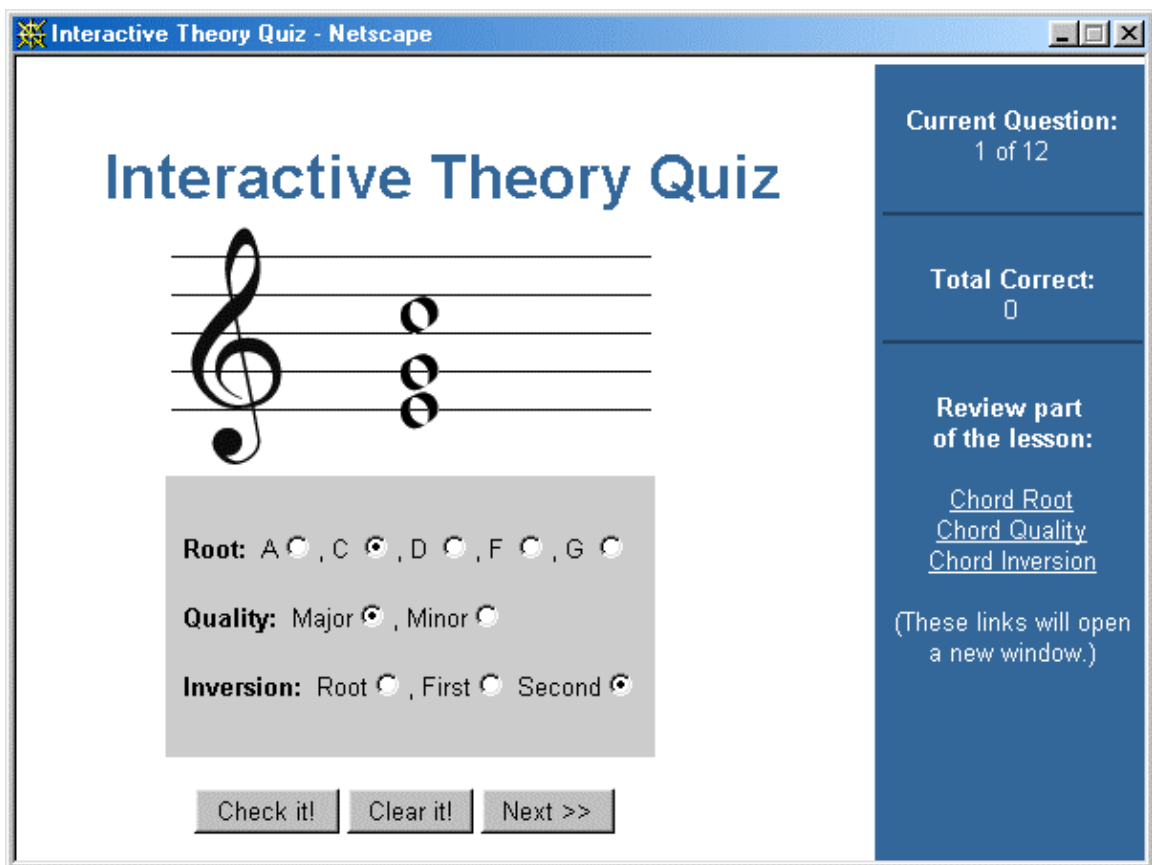 Interactive Theory Quiz - Netscape
Interactive Theory Quiz
Root: A , C , D , F , G
Quality: Major , Minor
Inversion: Root , First Second
Check it! Clear it! Next >>
Current Question:
1 of 12
Total Correct:
0
Review part
of the lesson:
Chord Root
Chord Quality
Chord Inversion
(These links will open
a new window.)